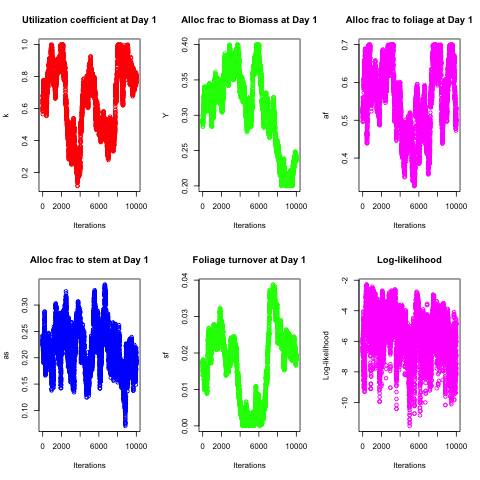 Utilization coefficient at Day 1
Alloc frac to Biomass at Day 1
Alloc frac to foliage at Day 1
k
0.2 0.4 0.6 0.8 1.0
0 2000 6000 10000
Iterations
Y
0.20 0.25 0.30 0.35 0.40
0 2000 6000 10000
Iterations
af
0.4 0.5 0.6 0.7
0 2000 6000 10000
Iterations
Alloc frac to stem at Day 1
Foliage turnover at Day 1
Log-likelihood
as
0.10 0.15 0.20 0.25 0.30
0 2000 6000 10000
Iterations
sf
0.00 0.01 0.02 0.03 0.04
0 2000 6000 10000
Iterations
Log-likelihood
-10 -8 -6 -4 -2
0 2000 6000 10000
Iterations